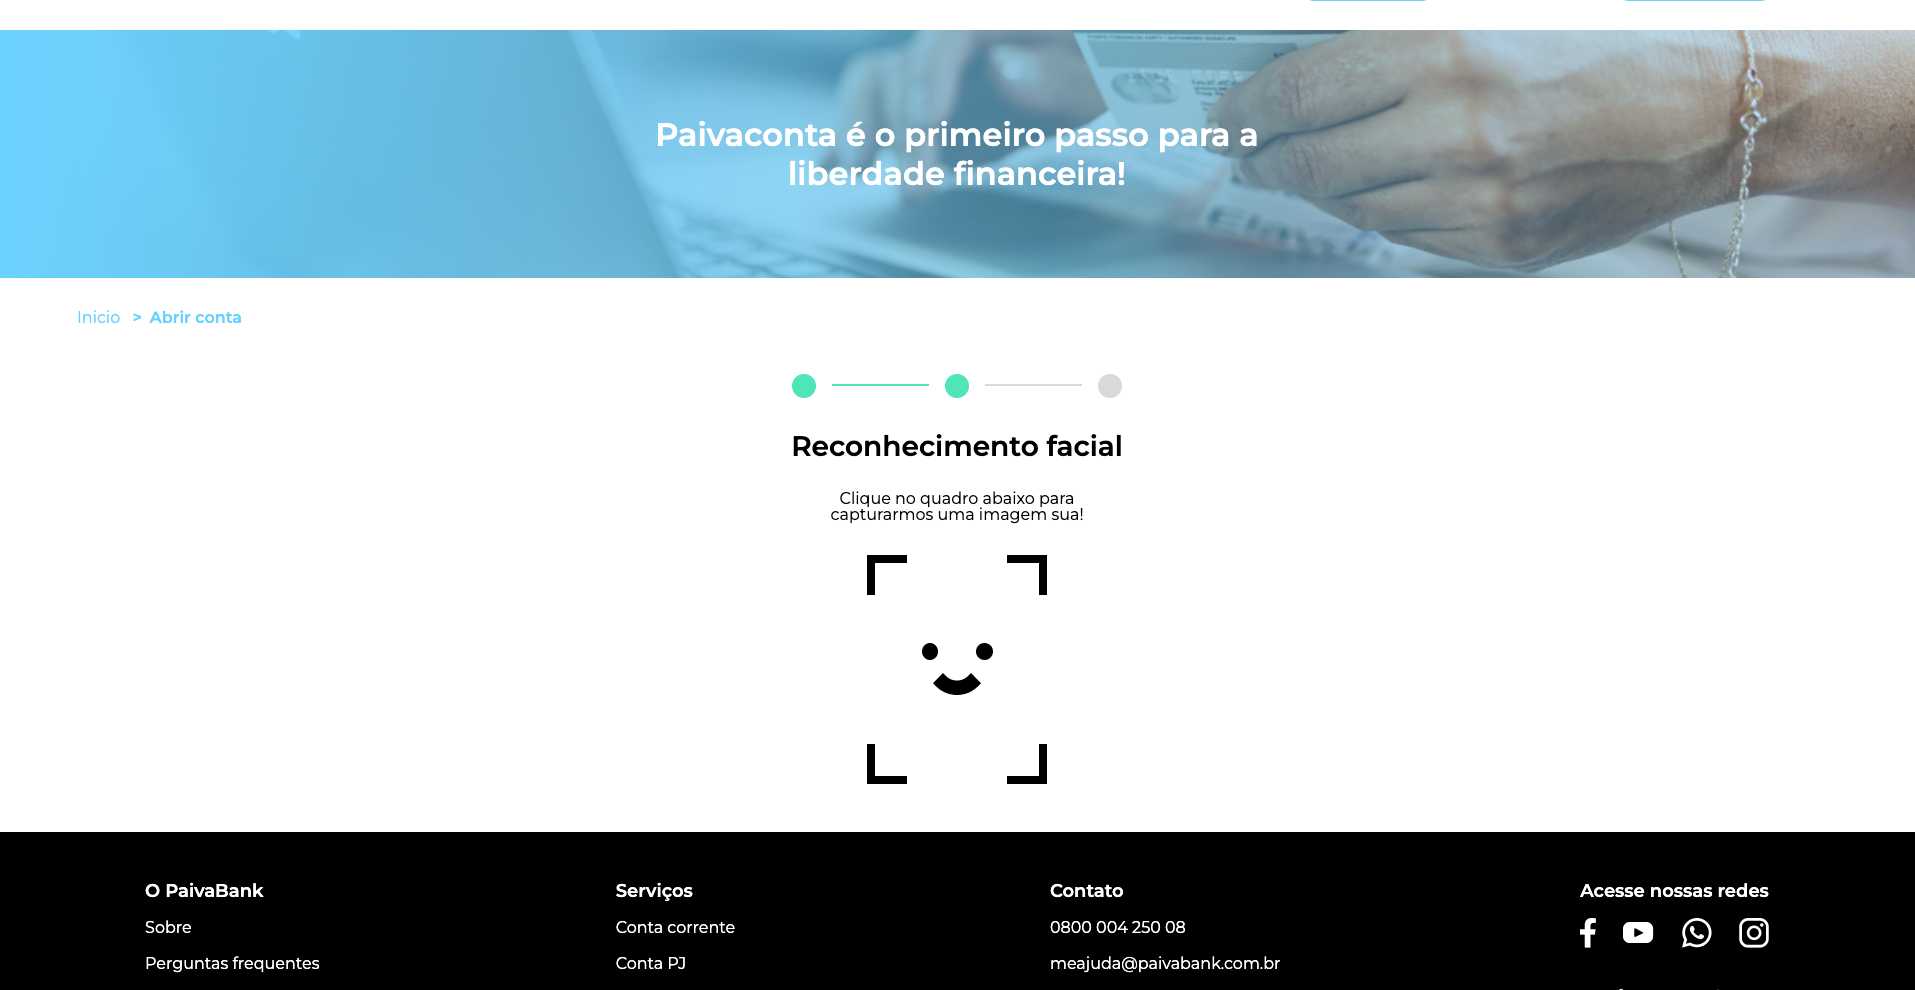 Paivaconta é o primeiro passo para a
liberdade financeira!
Inicio > Abrir conta
Reconhecimento facial
Clique no quadro abaixo para
capturarmos uma imagem sua!
O PaivaBank
Sobre
Perguntas frequentes
Serviços
Conta corrente
Conta PJ
Contato
0800 004 250 08
meajuda@paivabank.com.br
Acesse nossas redes